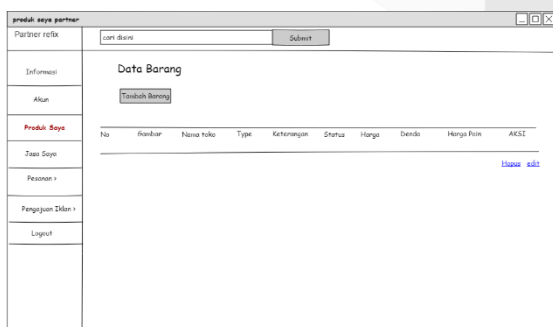 produk saya partner
Partner refix
cari disini
Submit
Informasi
Akun
Produk Saya
Jasa Saya
Pesanan >
Pengajuan Iklan >
Logout
Data Barang
Tambah Barang
No Gambar Nama toko Type Keterangan Status Harga Denda Harga Poin AKSI
Hapus edit